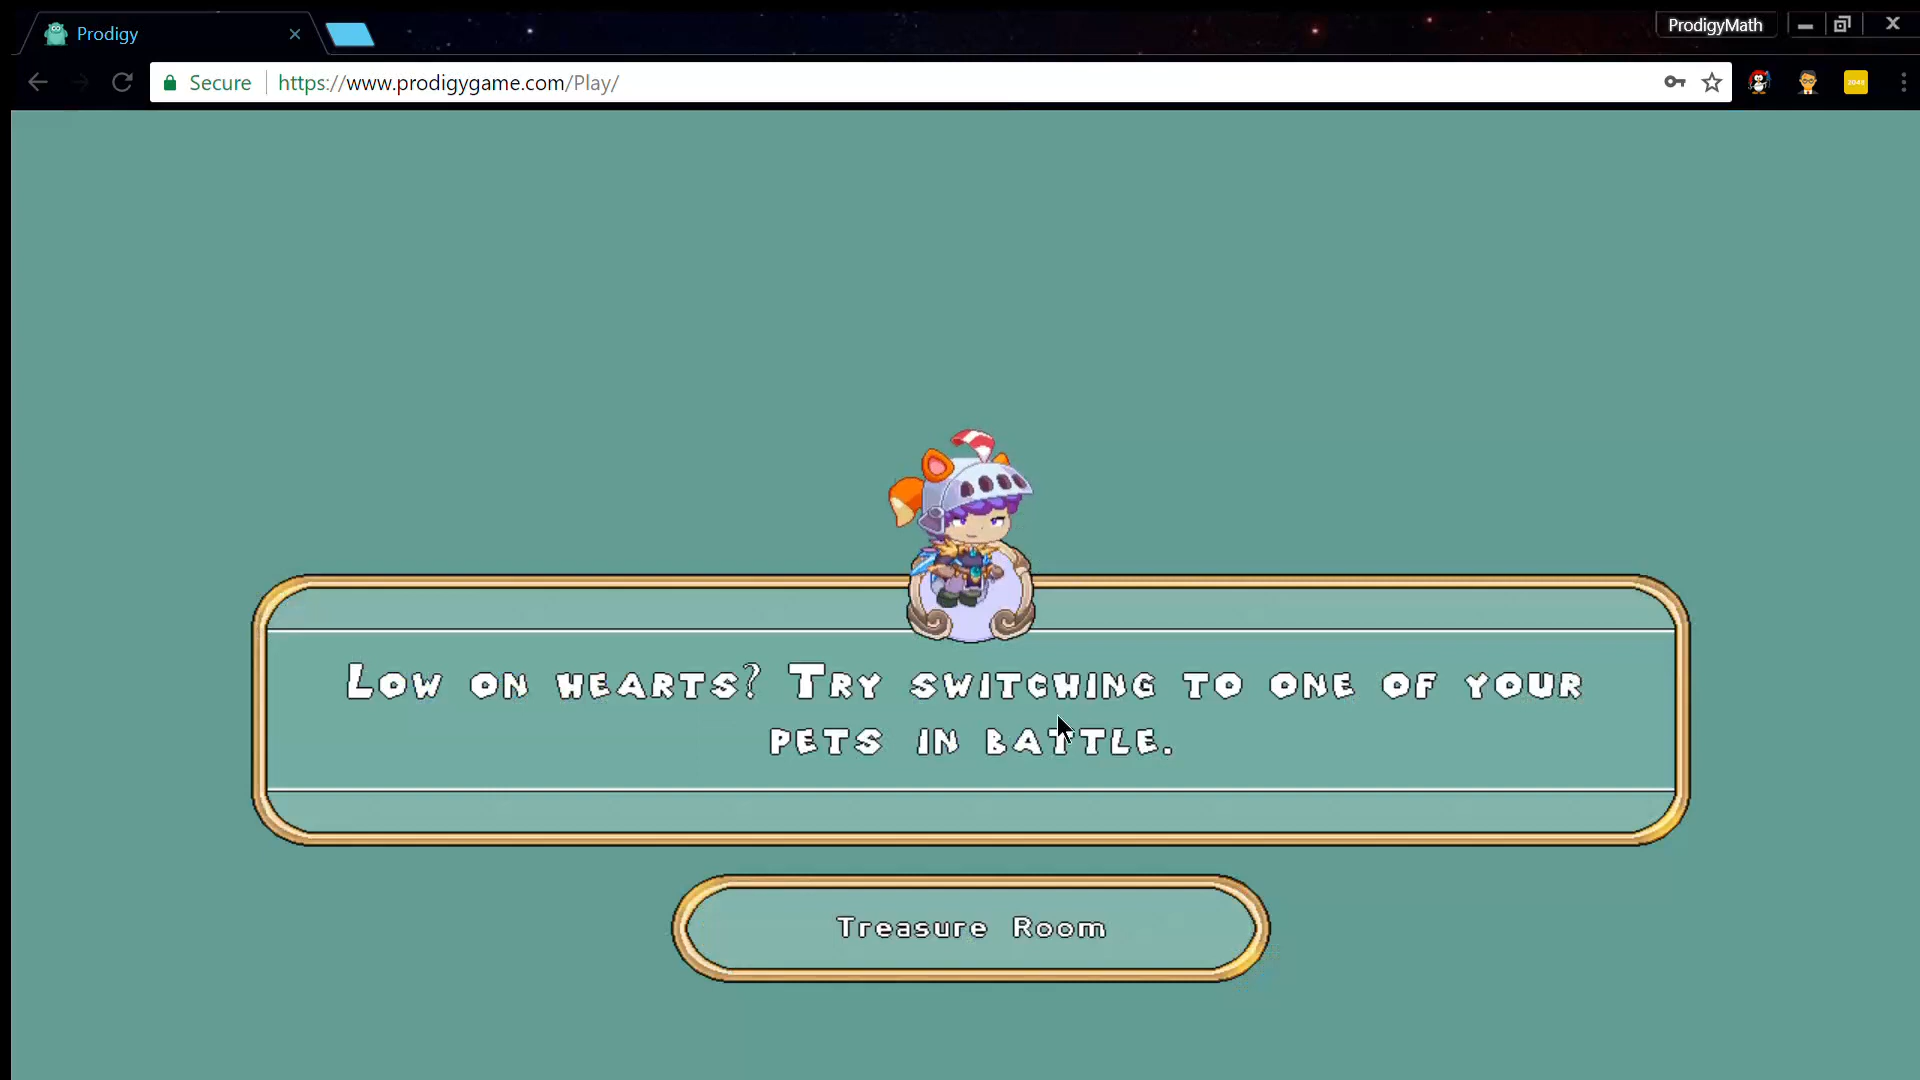 Prodigy
ProdigyMath
Secure
https://www.prodigygame.com/Play/
2048
Low on hearts? Try switching to one of your
pets in battle.
Treasure Room